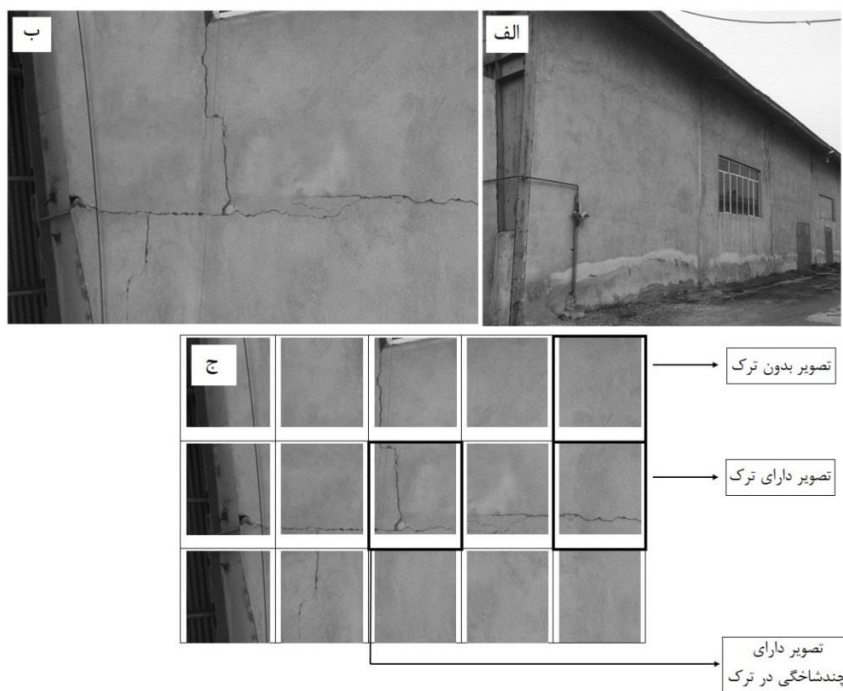 الف
ب
ج
تصویر بدون ترک
تصویر دارای ترک
تصویر دارای
چندشاخگی در ترک